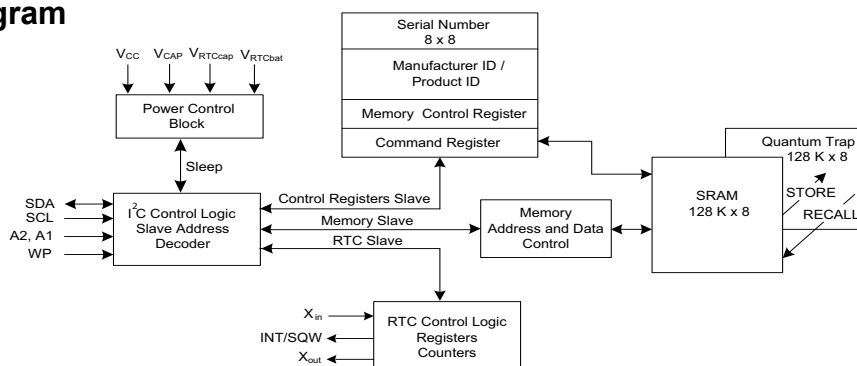 gram
Serial Number
8 x 8
Manufacturer ID /
Product ID
Memory Control Register
Command Register
VCC VCAP VRTCcap VRTCbat
Power Control
Block
Sleep
SDA
SCL
A2, A1
WP
I2C Control Logic
Slave Address
Decoder
Control Registers Slave
Memory Slave
RTC Slave
Memory
Address and Data
Control
Quantum Trap
128 K x 8
SRAM
128 K x 8
STORE
RECALL
Xin
INT/SQW
Xout
RTC Control Logic
Registers
Counters